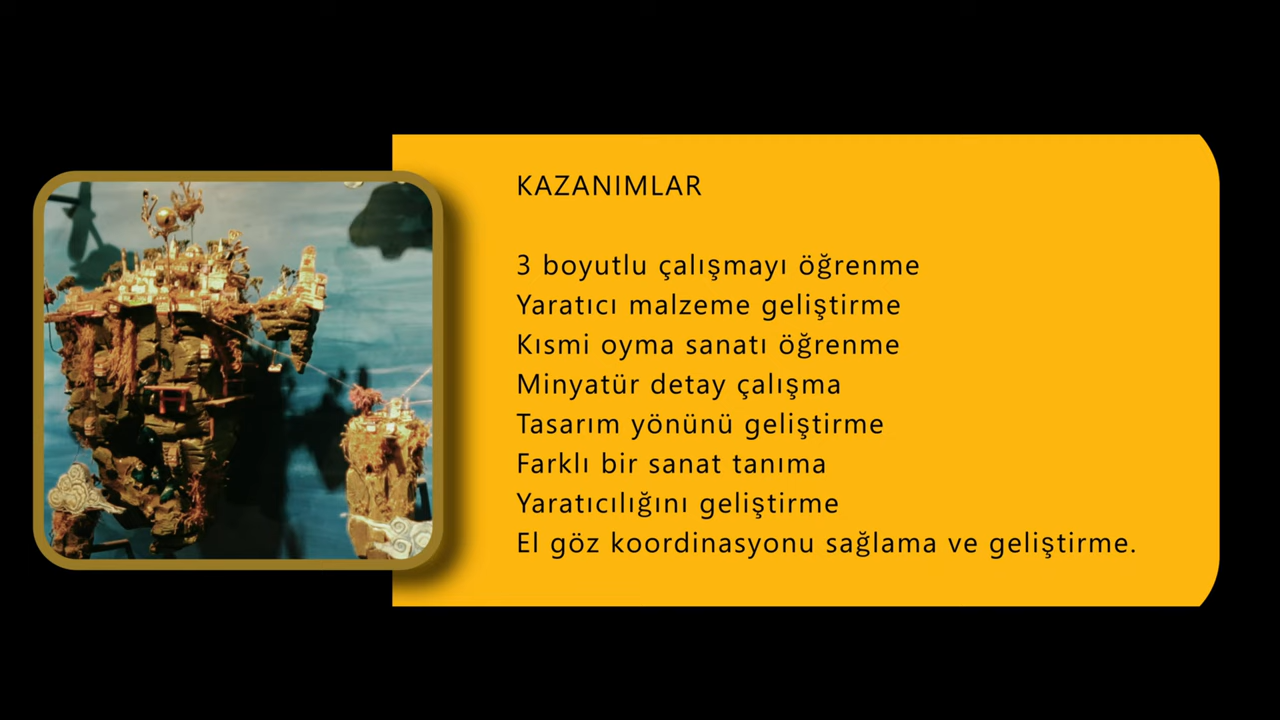 KAZANIMLAR
3 boyutlu çalışmayı öğrenme
Yaratıcı malzeme geliştirme
Kısmi oyma sanatı öğrenme
Minyatür detay çalışma
Tasarım yönünü geliştirme
Farklı bir sanat tanıma
Yaratıcılığını geliştirme
El göz koordinasyonu sağlama ve geliştirme.